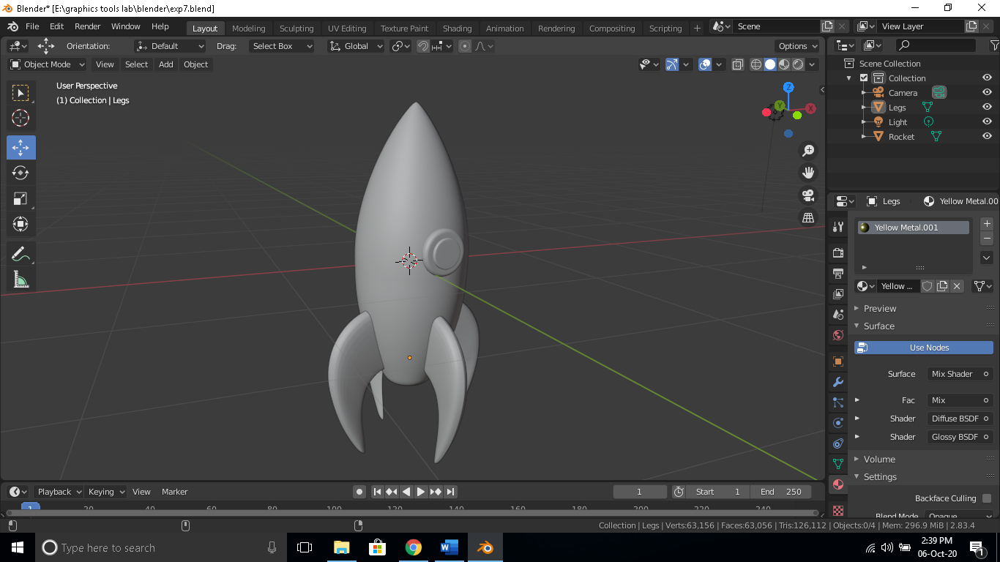 Blender* [E:\graphics tools lab\blender\exp7.blend]
File Edit Render Window Help Layout Modeling Sculpting UV Editing Texture Paint Shading Animation Rendering Compositing Scripting + Scene View Layer
Orientation: Default Drag: Select Box Global Options
Object Mode View Select Add Object
User Perspective
(1) Collection | Legs
Z
Y
X
Scene Collection
Collection
Camera
Legs
Light
Rocket
Legs Yellow Metal.00
Yellow Metal.001
Yellow ...
Preview
Surface
Use Nodes
Surface Mix Shader
Fac Mix
Shader Diffuse BSDF
Shader Glossy BSDF
Volume
Settings
Backface Culling
Blend Mode Opaque
Playback Keying View Marker 1 Start 1 End 250
1 20 40 60 80 100 120 140 160 180 200 220 240
Collection | Legs | Verts:63,156 | Faces:63,056 | Tris:126,112 | Objects:0/4 | Mem: 296.9 MiB | 2.83.4
Type here to search
2:39 PM
06-Oct-20
1